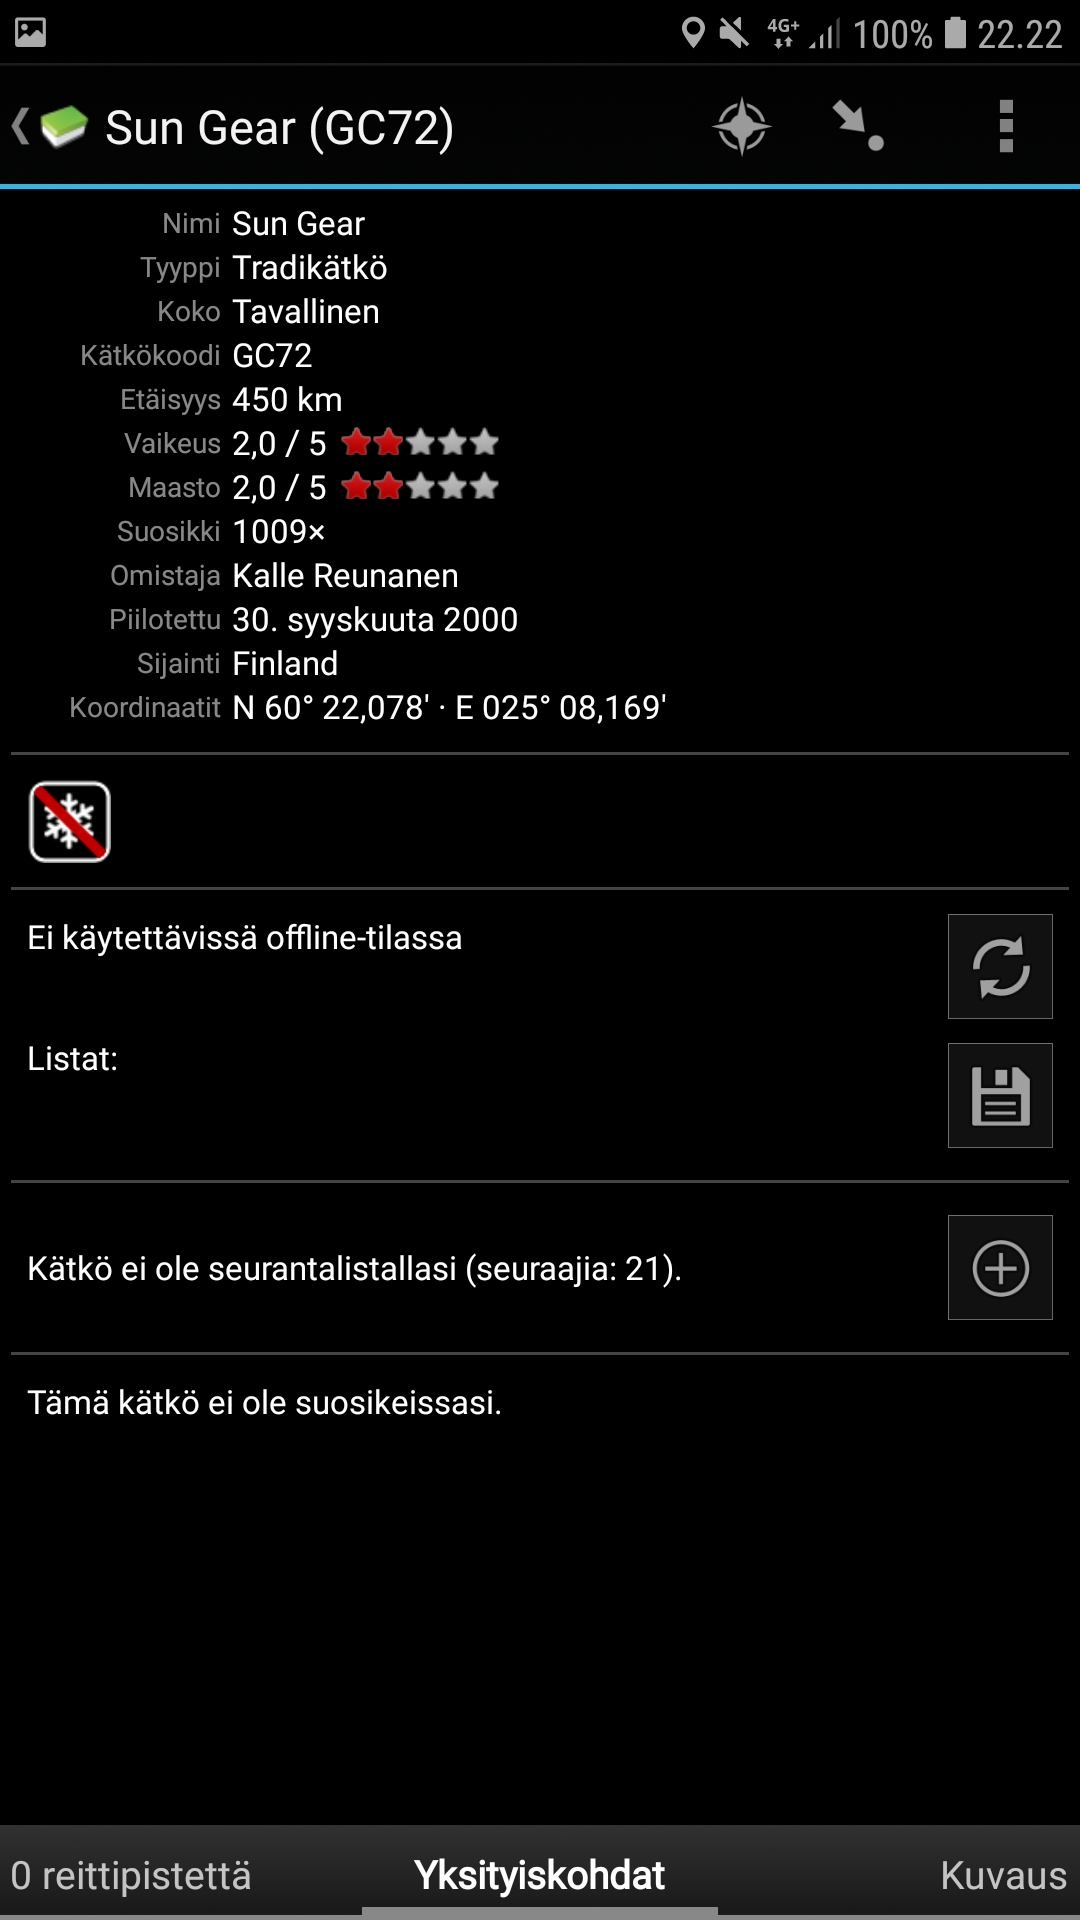 4G+ 100% 22.22
Sun Gear (GC72)
Nimi Sun Gear
Tyyppi Tradikätkö
Koko Tavallinen
Kätkökoodi GC72
Etäisyys 450 km
Vaikeus 2,0 / 5
Maasto 2,0 / 5
Suosikki 1009×
Omistaja Kalle Reunanen
Piilotettu 30. syyskuuta 2000
Sijainti Finland
Koordinaatit N 60° 22,078' · E 025° 08,169'
Ei käytettävissä offline-tilassa
Listat:
Kätkö ei ole seurantalistallasi (seuraajia: 21).
Tämä kätkö ei ole suosikeissasi.
0 reittipistettä Yksityiskohdat Kuvaus